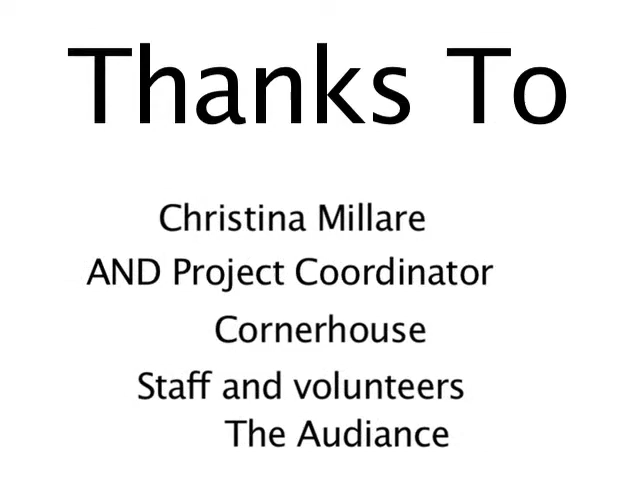 Thanks To
Christina Millare
AND Project Coordinator
Cornerhouse
Staff and volunteers
The Audiance